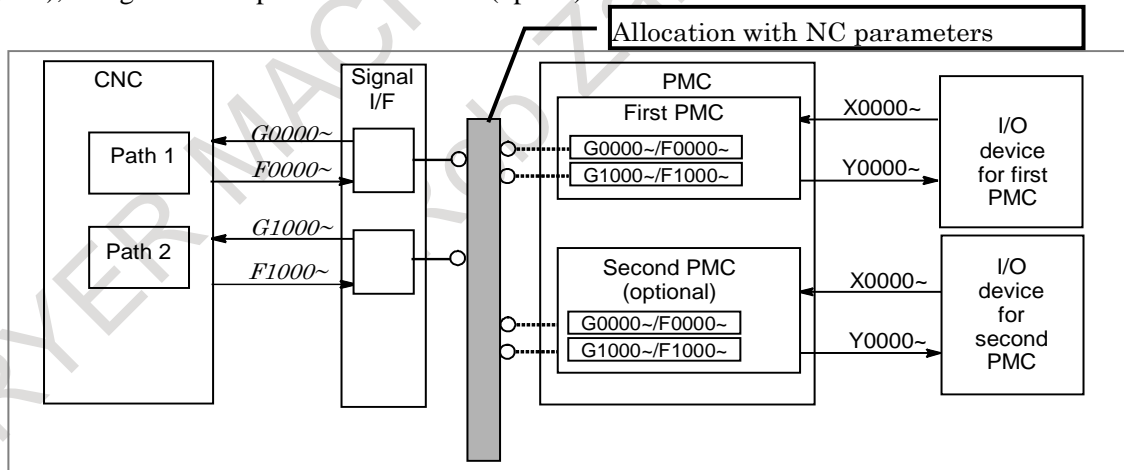 Allocation with NC parameters
CNC
Path 1
Path 2
G0000~
F0000~
G1000~
F1000~
Signal
I/F
PMC
First PMC
G0000~/F0000~
G1000~/F1000~
Second PMC
(optional)
G0000~/F0000~
G1000~/F1000~
X0000~
Y0000~
X0000~
Y0000~
I/O
device
for first
PMC
I/O
device
for
second
PMC